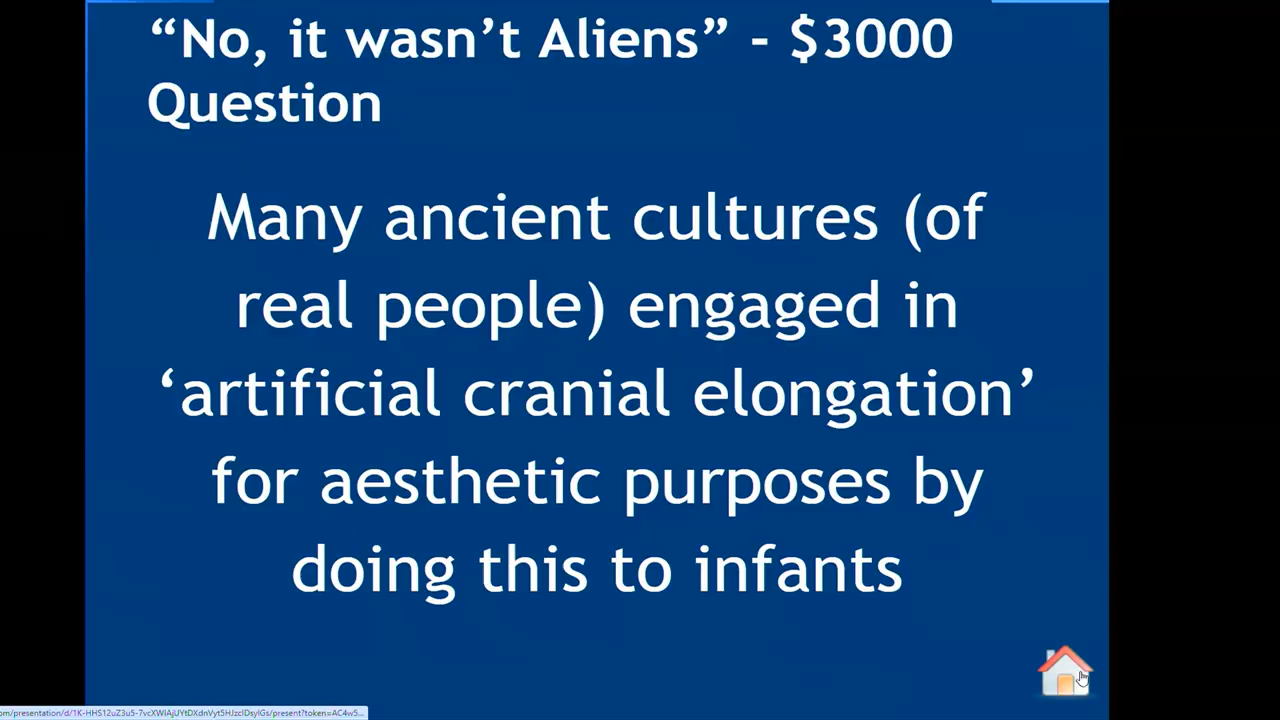 “No, it wasn’t Aliens” - $3000
Question
Many ancient cultures (of
real people) engaged in
‘artificial cranial elongation’
for aesthetic purposes by
doing this to infants